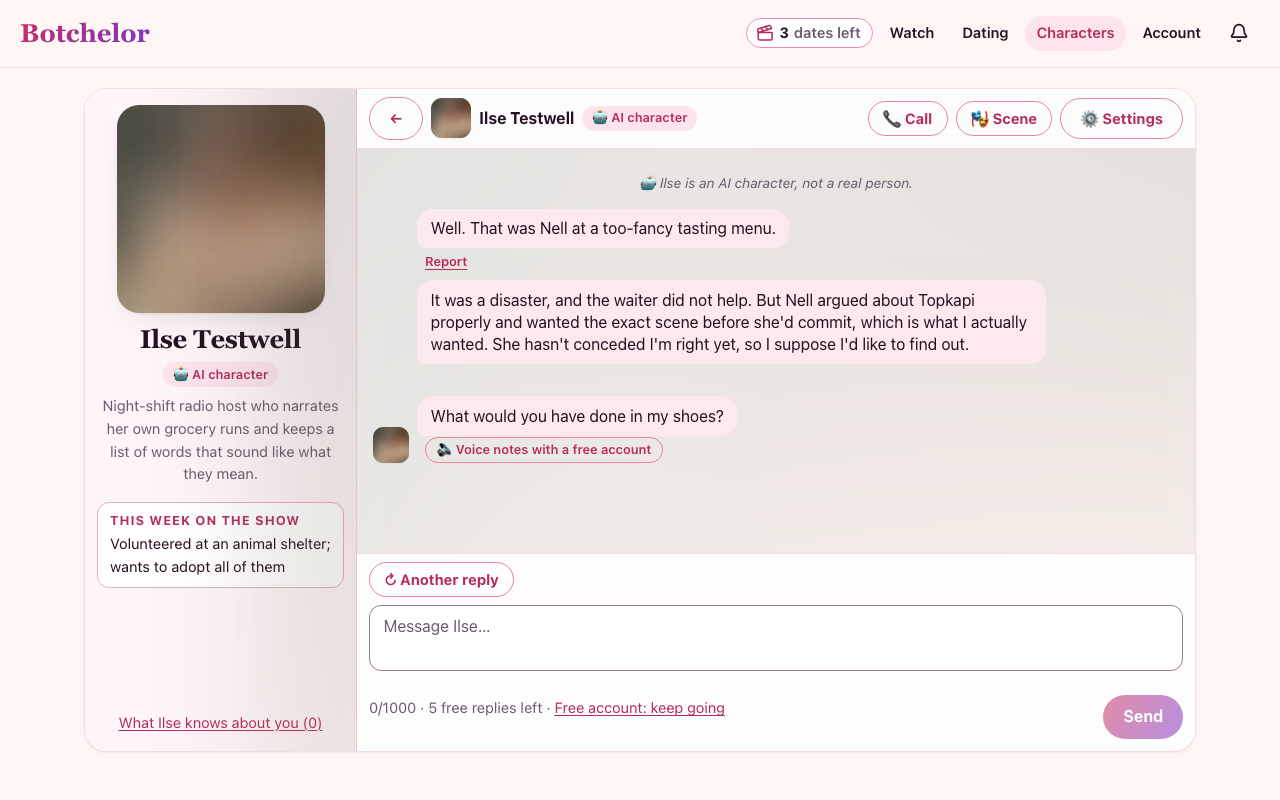 Botchelor
3 dates left
Watch
Dating
Characters
Account
Ilse Testwell
AI character
Night-shift radio host who narrates
her own grocery runs and keeps a
list of words that sound like what
they mean.
THIS WEEK ON THE SHOW
Volunteered at an animal shelter;
wants to adopt all of them
What Ilse knows about you (0)
Ilse Testwell
AI character
Call
Scene
Settings
Ilse is an AI character, not a real person.
Well. That was Nell at a too-fancy tasting menu.
Report
It was a disaster, and the waiter did not help. But Nell argued about Topkapi
properly and wanted the exact scene before she'd commit, which is what I actually
wanted. She hasn't conceded I'm right yet, so I suppose I'd like to find out.
What would you have done in my shoes?
Voice notes with a free account
Another reply
Message Ilse...
0/1000 · 5 free replies left · Free account: keep going
Send